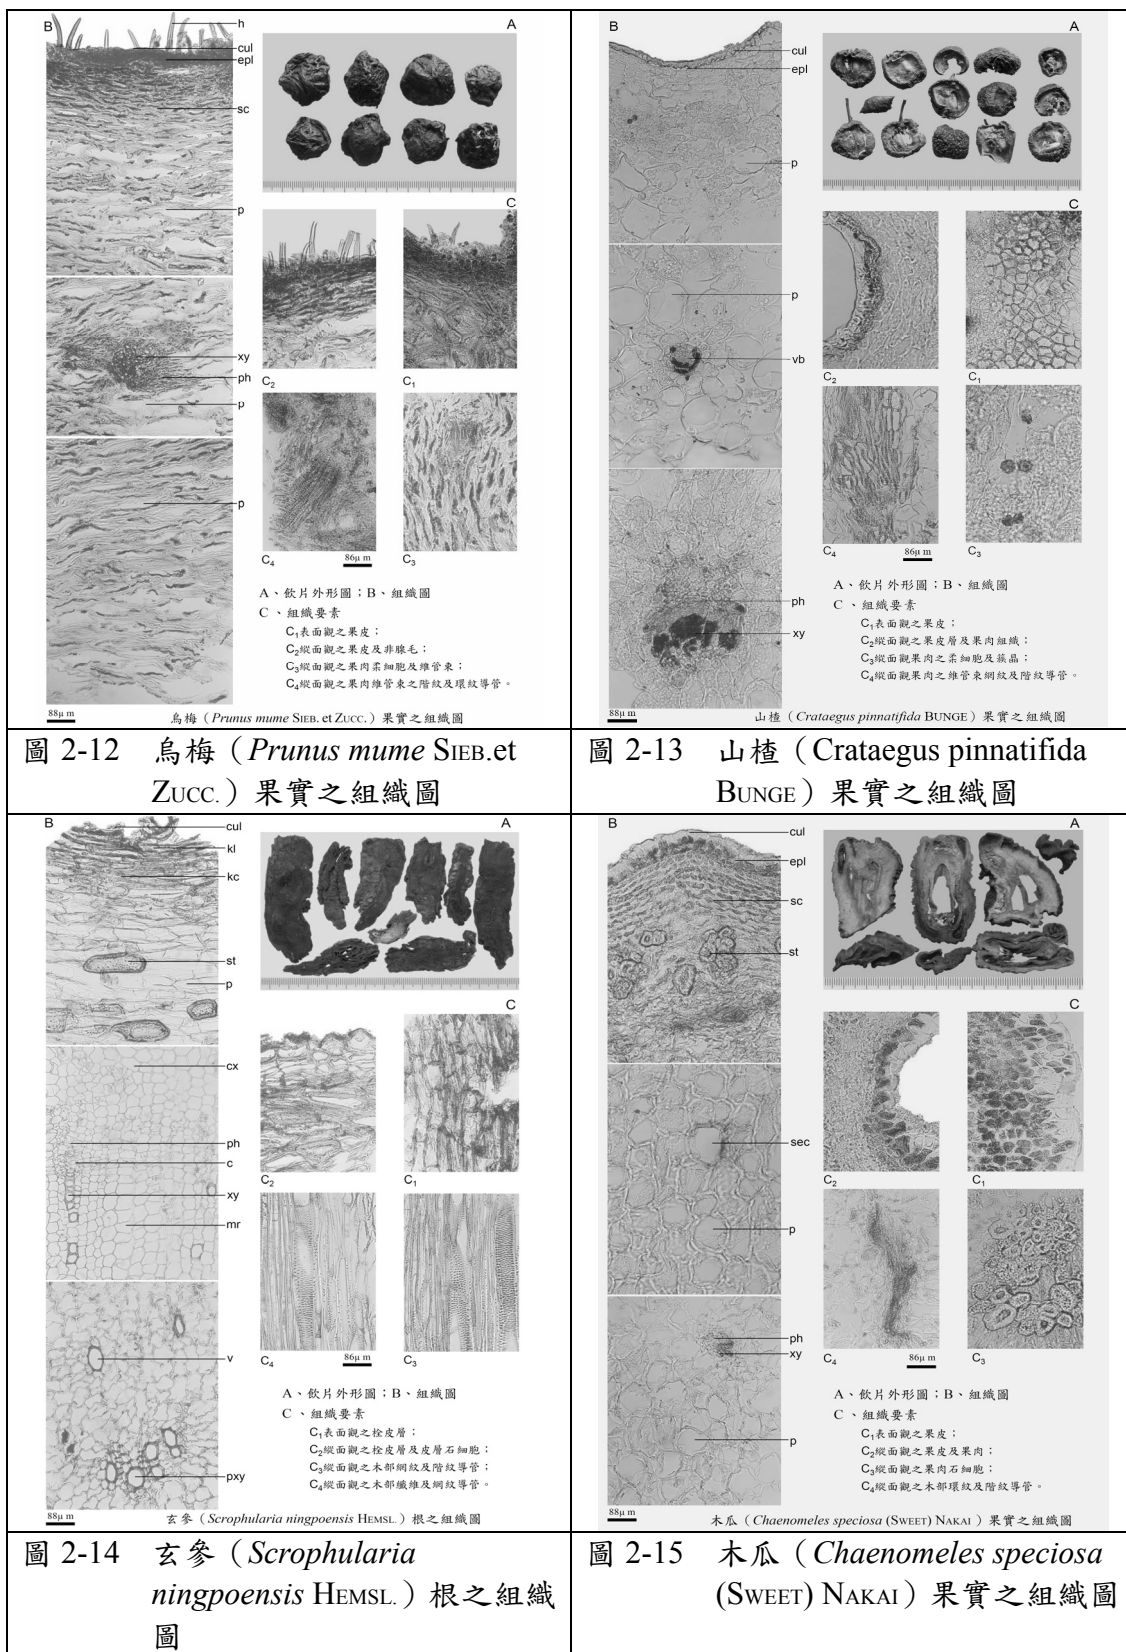 B
A
h
cul
epl
sc
p
C
xy
ph
p
C₂
C₁
p
C₄
86μ m
C₃
A、飲片外形圖；B、組織圖
C、組織要素
C₁表面觀之果皮；
C₂縱面觀之果皮及非腺毛；
C₃縱面觀之果肉柔細胞及維管束；
C₄縱面觀之果肉維管束之階紋及環紋導管。
88μ m
烏梅（Prunus mume SIEB. et ZUCC.）果實之組織圖
圖 2-12 烏梅（Prunus mume SIEB.et
ZUCC.）果實之組織圖
B
A
cul
epl
p
C
p
vb
C₂
C₁
C₄
86μ m
C₃
ph
xy
A、飲片外形圖；B、組織圖
C、組織要素
C₁表面觀之果皮；
C₂縱面觀之果皮層及果肉組織；
C₃縱面觀果肉之柔細胞及蔟晶；
C₄縱面觀果肉之維管束網紋及階紋導管。
88μ m
山楂（Crataegus pinnatifida BUNGE）果實之組織圖
圖 2-13 山楂（Crataegus pinnatifida
BUNGE）果實之組織圖
B
A
cul
kl
kc
st
p
C
cx
ph
c
xy
mr
C₂
C₁
v
C₄
86μ m
C₃
pxy
A、飲片外形圖；B、組織圖
C、組織要素
C₁表面觀之栓皮層；
C₂縱面觀之栓皮層及皮層石細胞；
C₃縱面觀之木部網紋及階紋導管；
C₄縱面觀之木部纖維及網紋導管。
88μ m
玄參（Scrophularia ningpoensis HEMSL.）根之組織圖
圖 2-14 玄參（Scrophularia
ningpoensis HEMSL.）根之組織
圖
B
A
cul
epl
sc
st
C
sec
p
C₂
C₁
ph
xy
C₄
86μ m
C₃
p
A、飲片外形圖；B、組織圖
C、組織要素
C₁表面觀之果皮；
C₂縱面觀之果皮及果肉；
C₃縱面觀之果肉石細胞；
C₄縱面觀之木部環紋及階紋導管。
88μ m
木瓜（Chaenomeles speciosa (SWEET) NAKAI）果實之組織圖
圖 2-15 木瓜（Chaenomeles speciosa
(SWEET) NAKAI）果實之組織圖